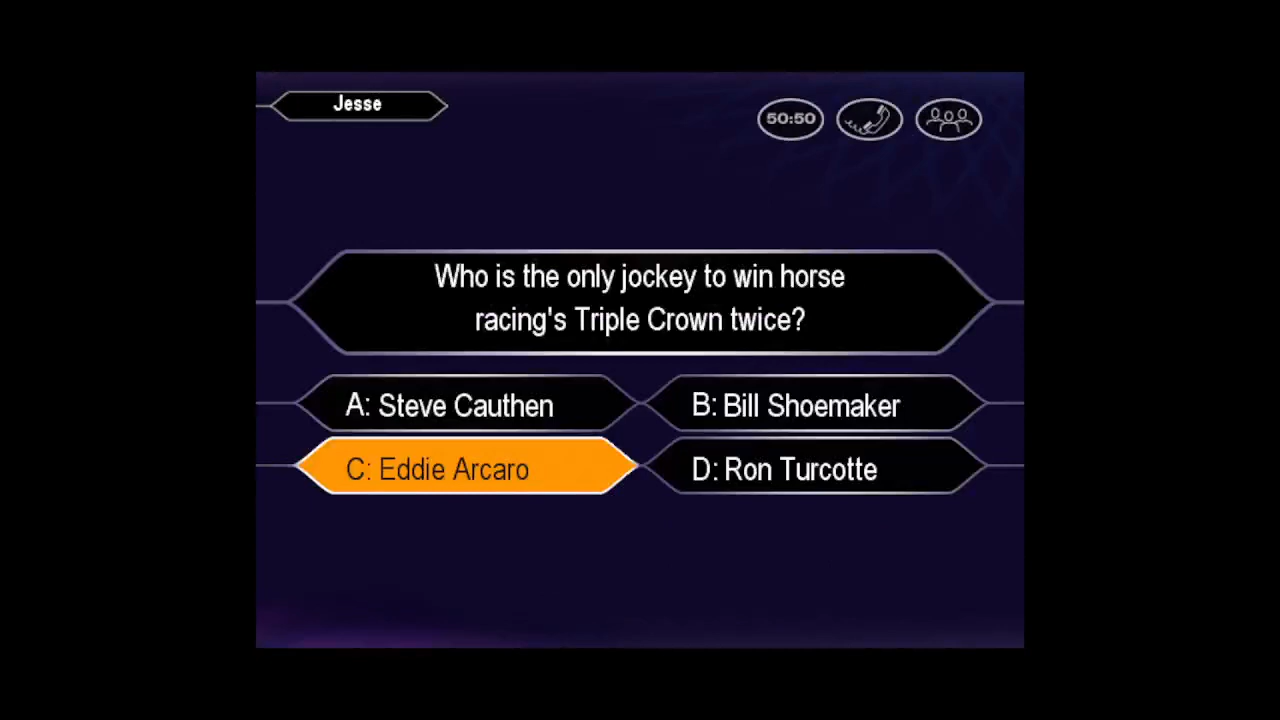 Jesse
50:50
Who is the only jockey to win horse
racing's Triple Crown twice?
A: Steve Cauthen
B: Bill Shoemaker
C: Eddie Arcaro
D: Ron Turcotte